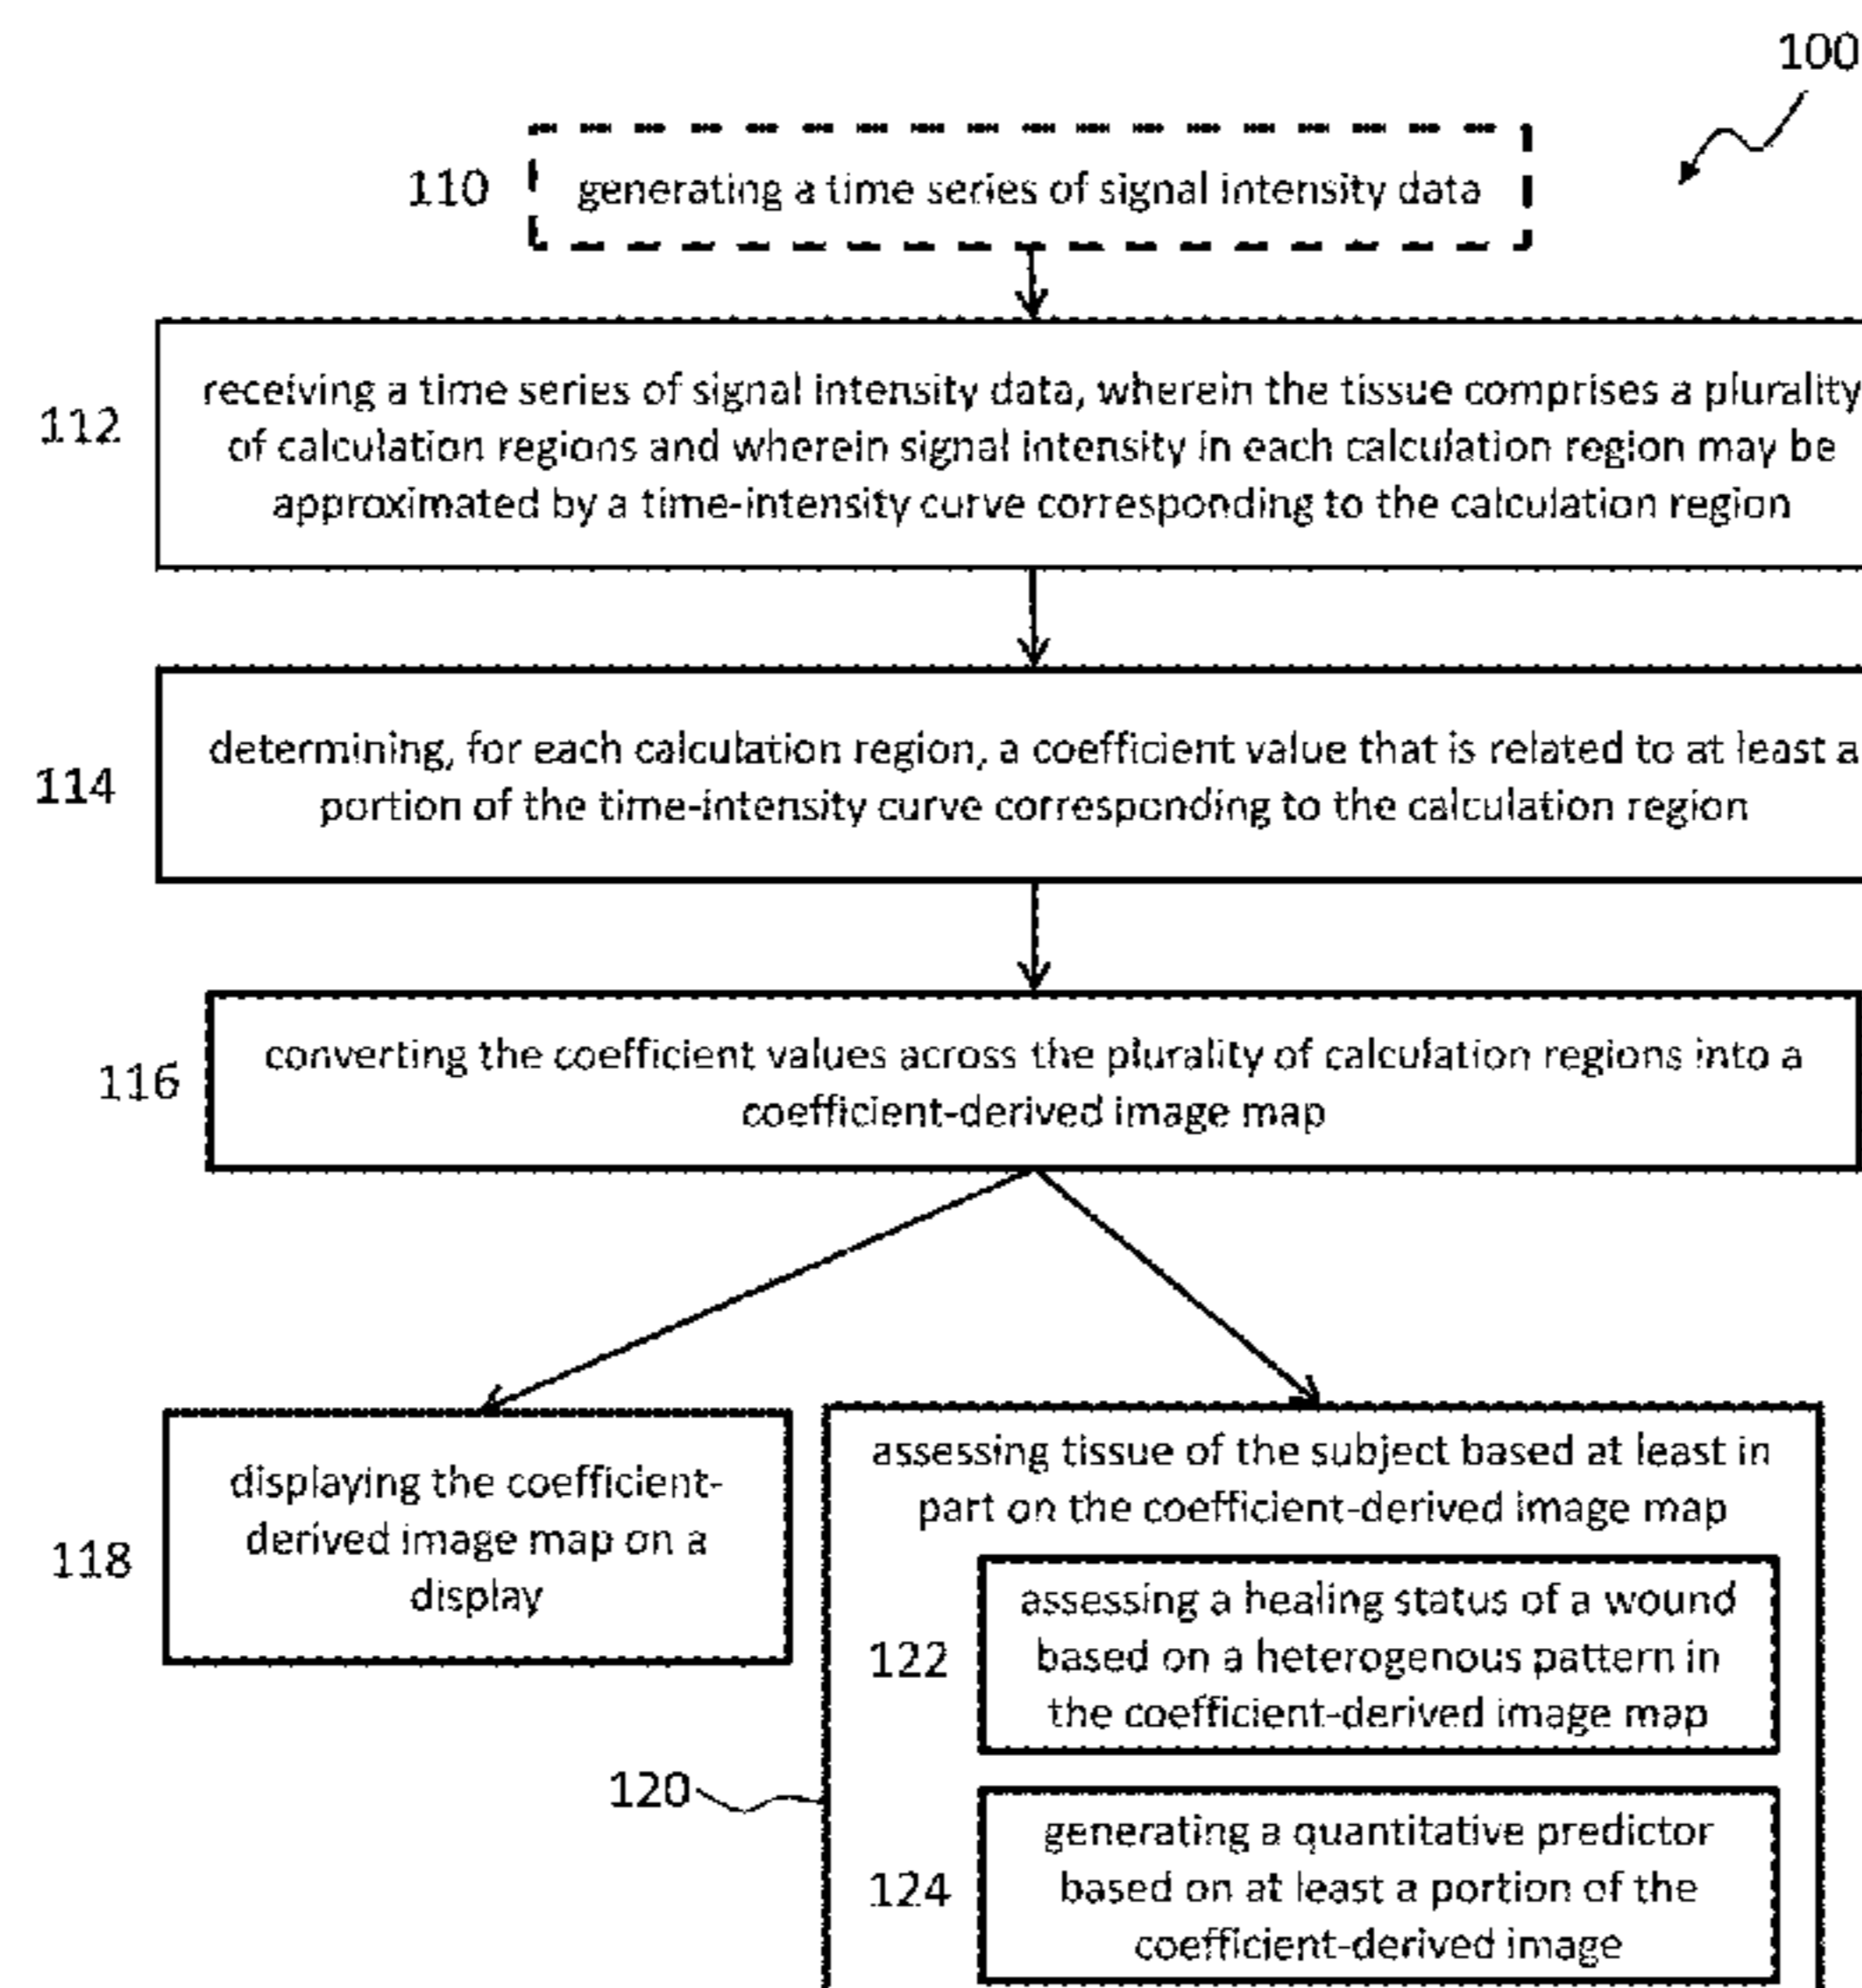 100
110
generating a time series of signal intensity data
112
receiving a time series of signal intensity data, wherein the tissue comprises a plurality
of calculation regions and wherein signal intensity in each calculation region may be
approximated by a time-intensity curve corresponding to the calculation region
114
determining, for each calculation region, a coefficient value that is related to at least a
portion of the time-intensity curve corresponding to the calculation region
116
converting the coefficient values across the plurality of calculation regions into a
coefficient-derived image map
118
displaying the coefficient-
derived image map on a
display
120
assessing tissue of the subject based at least in
part on the coefficient-derived image map
122
assessing a healing status of a wound
based on a heterogenous pattern in
the coefficient-derived image map
124
generating a quantitative predictor
based on at least a portion of the
coefficient-derived image